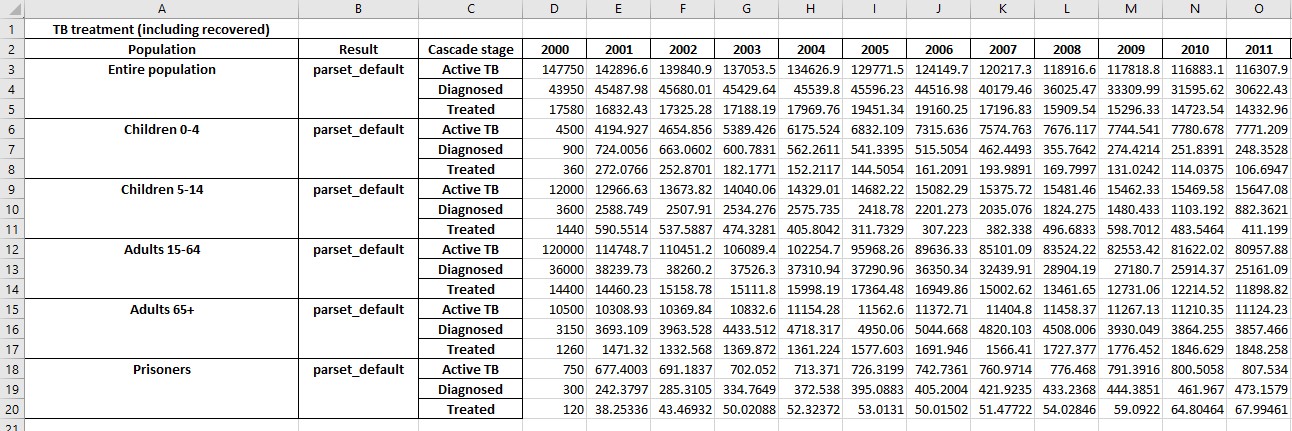 A B C D E F G H I J K L M N O
1 TB treatment (including recovered)
2 Population Result Cascade stage 2000 2001 2002 2003 2004 2005 2006 2007 2008 2009 2010 2011
3 Entire population parset_default Active TB 147750 142896.6 139840.9 137053.5 134626.9 129771.5 124149.7 120217.3 118916.6 117818.8 116883.1 116307.9
4 Diagnosed 43950 45487.98 45680.01 45429.64 45539.8 45596.23 44516.98 40179.46 36025.47 33309.99 31595.62 30622.43
5 Treated 17580 16832.43 17325.28 17188.19 17969.76 19451.34 19160.25 17196.83 15909.54 15296.33 14723.54 14332.96
6 Children 0-4 parset_default Active TB 4500 4194.927 4654.856 5389.426 6175.524 6832.109 7315.636 7574.763 7676.117 7744.541 7780.678 7771.209
7 Diagnosed 900 724.0056 663.0602 600.7831 562.2611 541.3395 515.5054 462.4493 355.7642 274.4214 251.8391 248.3528
8 Treated 360 272.0766 252.8701 182.1771 152.2117 144.5054 161.2091 193.9891 169.7997 131.0242 114.0375 106.6947
9 Children 5-14 parset_default Active TB 12000 12966.63 13673.82 14040.06 14329.01 14682.22 15082.29 15375.72 15481.46 15462.33 15469.58 15647.08
10 Diagnosed 3600 2588.749 2507.91 2534.276 2575.735 2418.78 2201.273 2035.076 1824.275 1480.433 1103.192 882.3621
11 Treated 1440 590.5514 537.5887 474.3281 405.8042 311.7329 307.223 382.338 496.6833 598.7012 483.5464 411.199
12 Adults 15-64 parset_default Active TB 120000 114748.7 110451.2 106089.4 102254.7 95968.26 89636.33 85101.09 83524.22 82553.42 81622.02 80957.88
13 Diagnosed 36000 38239.73 38260.2 37526.3 37310.94 37290.96 36350.34 32439.91 28904.19 27180.7 25914.37 25161.09
14 Treated 14400 14460.23 15158.78 15111.8 15998.19 17364.48 16949.86 15002.62 13461.65 12731.06 12214.52 11898.82
15 Adults 65+ parset_default Active TB 10500 10308.93 10369.84 10832.6 11154.28 11562.6 11372.71 11404.8 11458.37 11267.13 11210.35 11124.23
16 Diagnosed 3150 3693.109 3963.528 4433.512 4718.317 4950.06 5044.668 4820.103 4508.006 3930.049 3864.255 3857.466
17 Treated 1260 1471.32 1332.568 1369.872 1361.224 1577.603 1691.946 1566.41 1727.377 1776.452 1846.629 1848.258
18 Prisoners parset_default Active TB 750 677.4003 691.1837 702.052 713.371 726.3199 742.7361 760.9714 776.468 791.3916 800.5058 807.534
19 Diagnosed 300 242.3797 285.3105 334.7649 372.538 395.0883 405.2004 421.9235 433.2368 444.3851 461.967 473.1579
20 Treated 120 38.25336 43.46932 50.02088 52.32372 53.0131 50.01502 51.47722 54.02846 59.0922 64.80464 67.99461
21